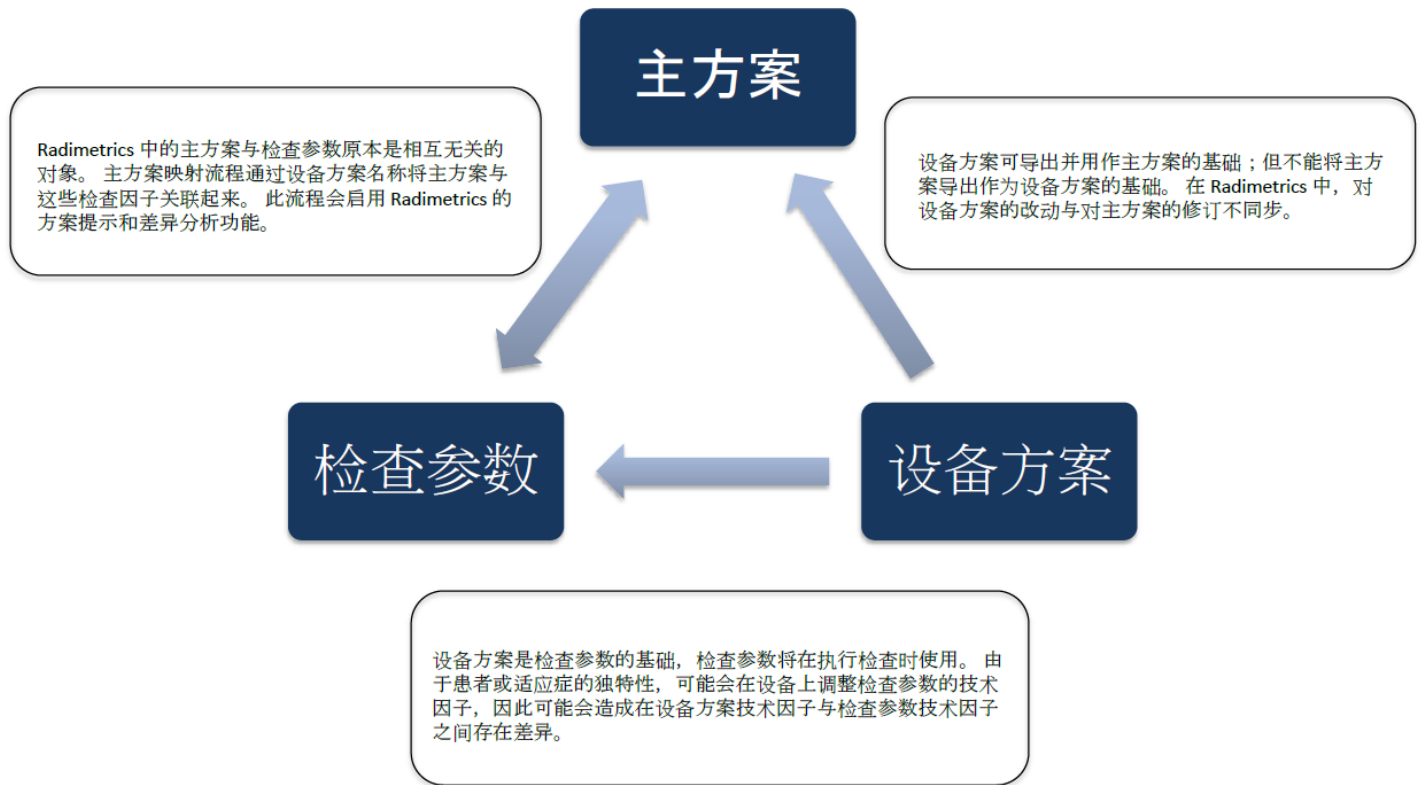 主方案
Radimetrics 中的主方案与检查参数原本是相互无关的
对象。 主方案映射流程通过设备方案名称将主方案与
这些检查因子关联起来。 此流程会启用 Radimetrics 的
方案提示和差异分析功能。
设备方案可导出并用作主方案的基础；但不能将主方
案导出作为设备方案的基础。 在 Radimetrics 中，对
设备方案的改动与对主方案的修订不同步。
检查参数
设备方案
设备方案是检查参数的基础，检查参数将在执行检查时使用。 由
于患者或适应症的独特性，可能会在设备上调整检查参数的技术
因子，因此可能会造成在设备方案技术因子与检查参数技术因子
之间存在差异。